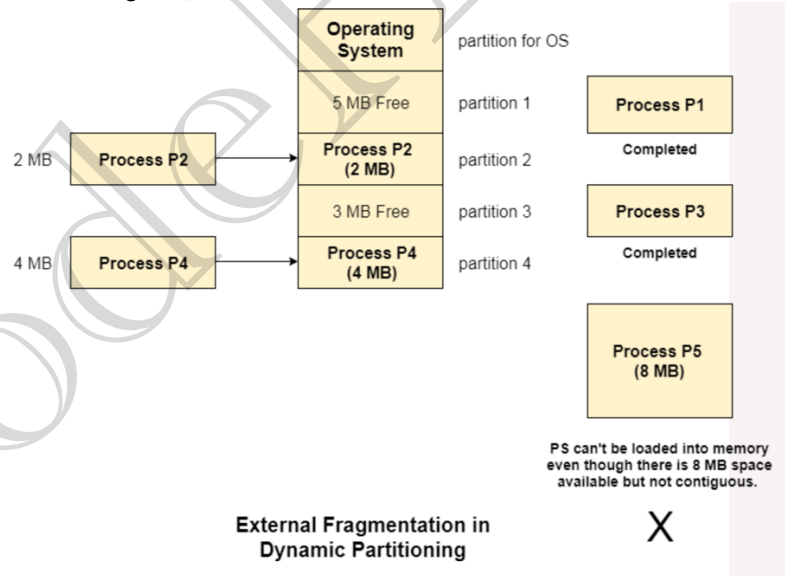 Operating
System
partition for OS
5 MB Free
partition 1
Process P1
Completed
2 MB
Process P2
Process P2
(2 MB)
partition 2
3 MB Free
partition 3
Process P3
Completed
4 MB
Process P4
Process P4
(4 MB)
partition 4
Process P5
(8 MB)
PS can't be loaded into memory
even though there is 8 MB space
available but not contiguous.
External Fragmentation in
Dynamic Partitioning
X